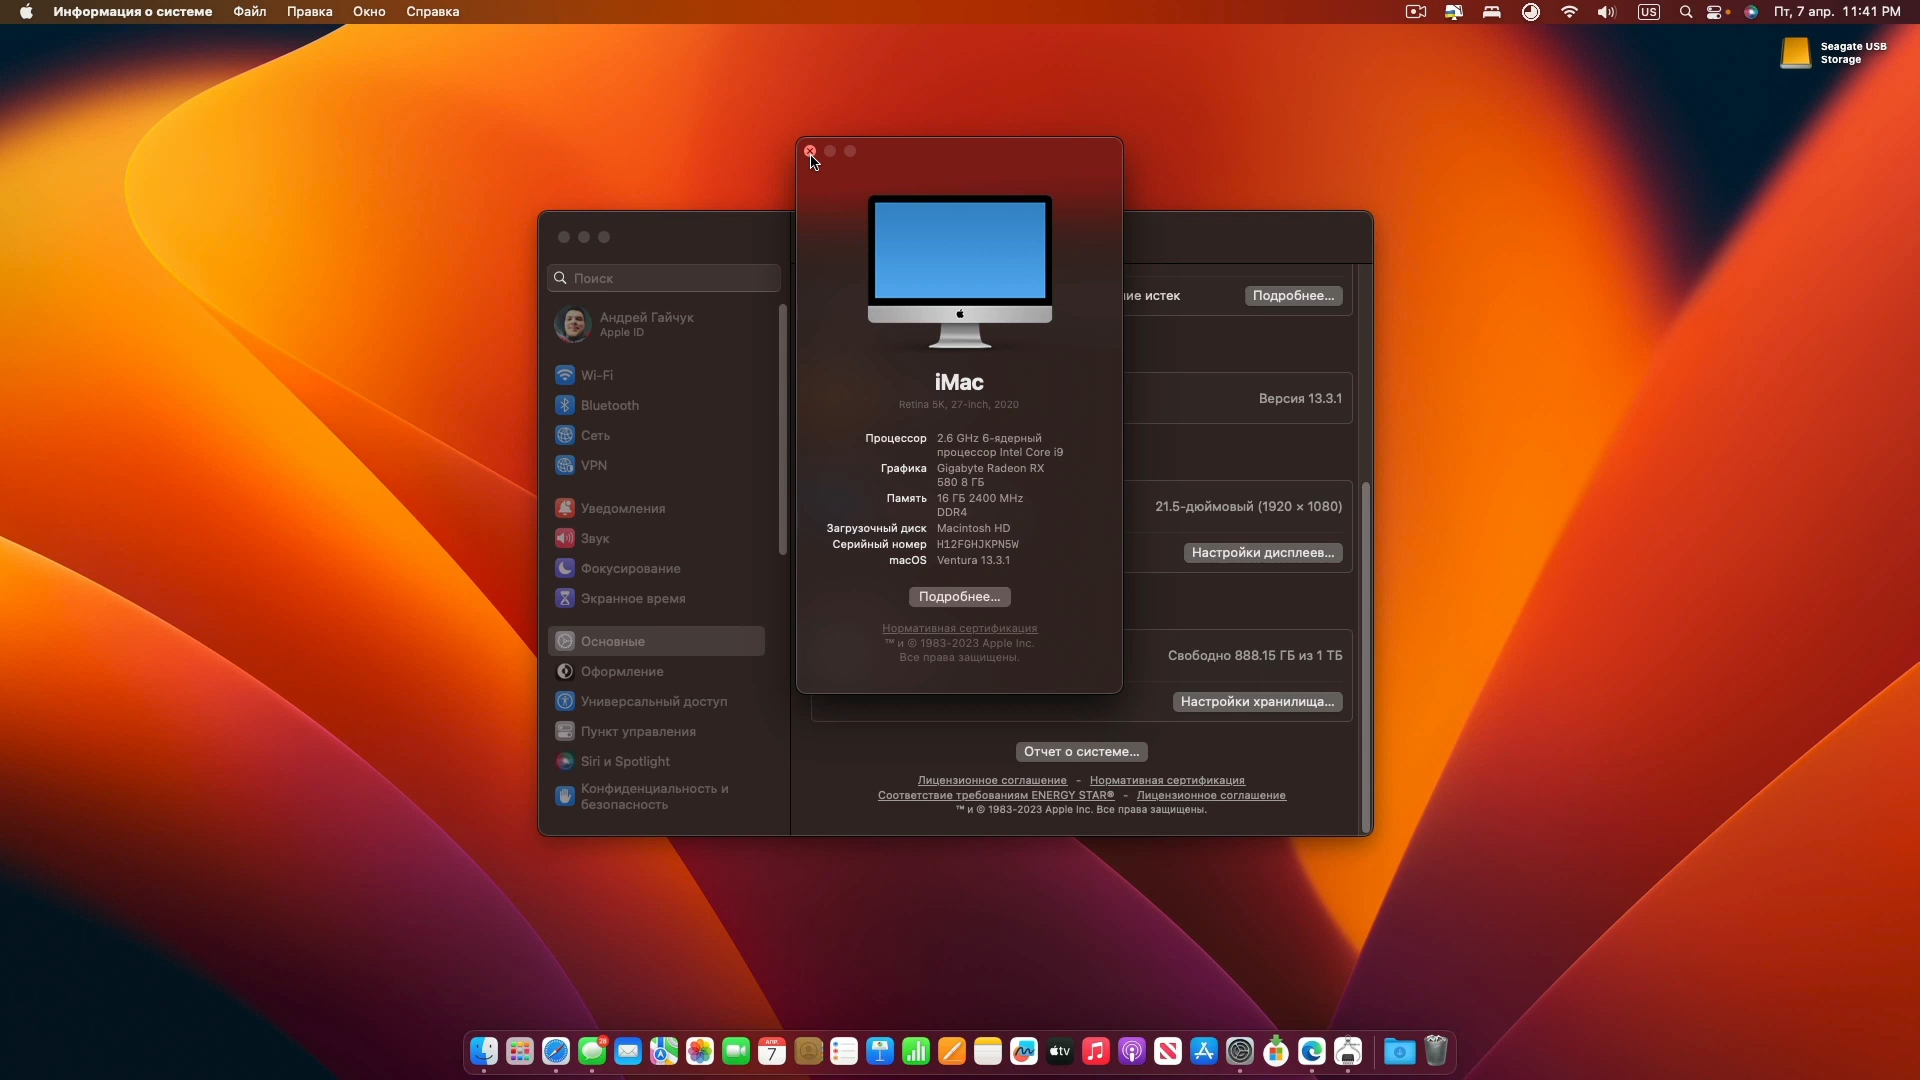 Информация о системе Файл Правка Окно Справка
US
Пт, 7 апр. 11:41 PM
Seagate USB
Storage
Поиск
Андрей Гайчук
Apple ID
Wi-Fi
Bluetooth
Сеть
VPN
Уведомления
Звук
Фокусирование
Экранное время
Основные
Оформление
Универсальный доступ
Пункт управления
Siri и Spotlight
Конфиденциальность и
безопасность
iMac
Retina 5K, 27-inch, 2020
Процессор 2.6 GHz 6-ядерный
процессор Intel Core i9
Графика Gigabyte Radeon RX
580 8 ГБ
Память 16 ГБ 2400 MHz
DDR4
Загрузочный диск Macintosh HD
Серийный номер H12FGHJKPN5W
macOS Ventura 13.3.1
Подробнее...
Нормативная сертификация
™ и © 1983-2023 Apple Inc.
Все права защищены.
ие истек Подробнее...
Версия 13.3.1
21.5-дюймовый (1920 × 1080)
Настройки дисплеев...
Свободно 888.15 ГБ из 1 ТБ
Настройки хранилища...
Отчет о системе...
Лицензионное соглашение - Нормативная сертификация
Соответствие требованиям ENERGY STAR® - Лицензионное соглашение
™ и © 1983-2023 Apple Inc. Все права защищены.
28
АПР.
7
tv